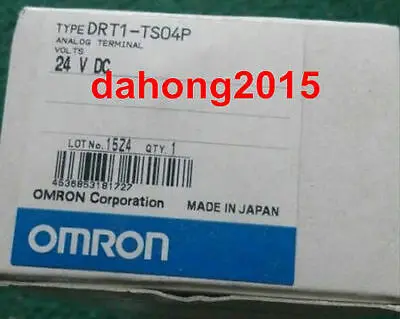 TYPE DRT1-TS04P
ANALOG TERMINAL
VOLTS
24 V DC
dahong2015
LOT No. 15Z4 QTY. 1
4536853181727
OMRON Corporation
MADE IN JAPAN
OMRON